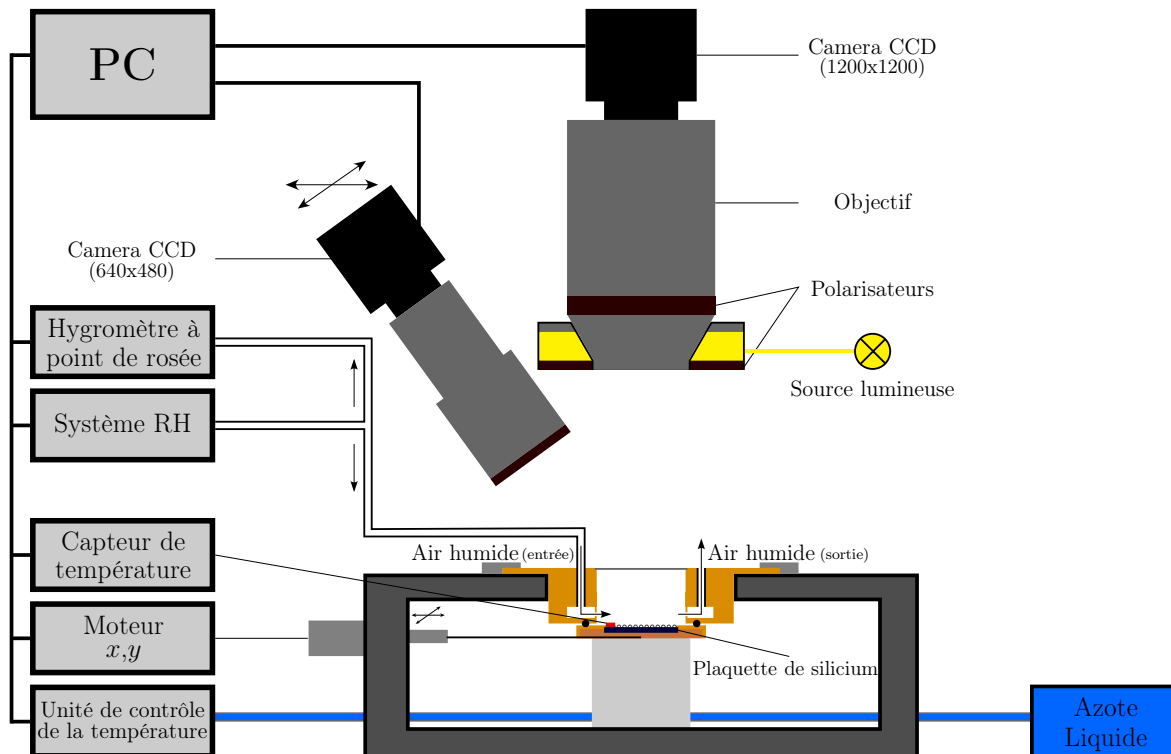 PC
Camera CCD
(1200x1200)
Objectif
Camera CCD
(640x480)
Polarisateurs
Hygromètre à
point de rosée
Source lumineuse
Système RH
Capteur de
température
Air humide (entrée)
Air humide (sortie)
Moteur
x,y
Plaquette de silicium
Unité de contrôle
de la température
Azote
Liquide